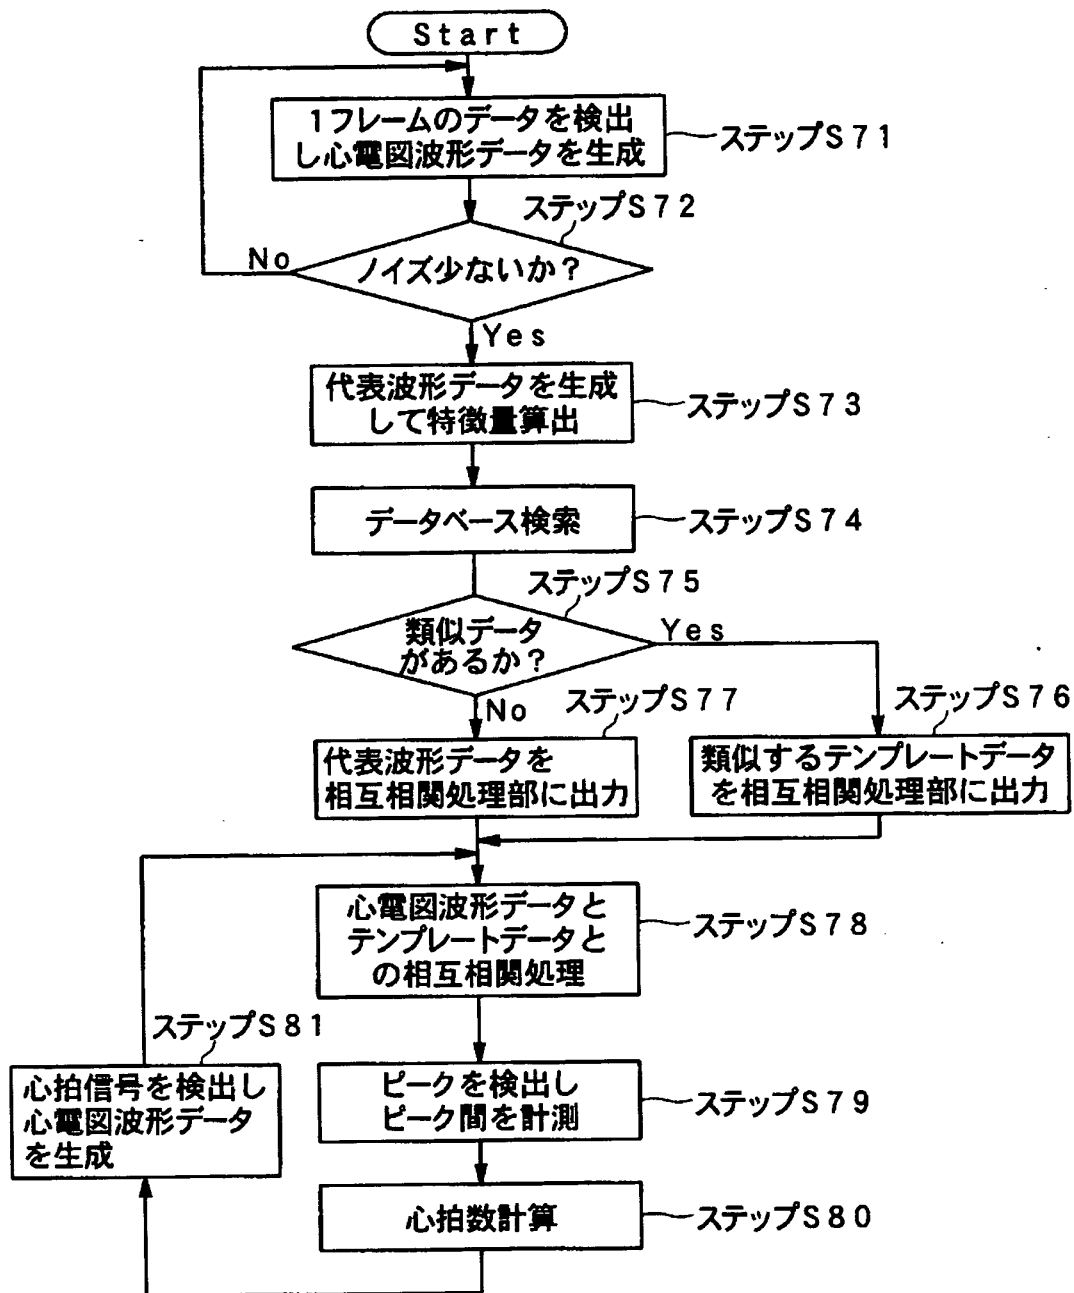 Start
1フレームのデータを検出
し心電図波形データを生成
ステップS71
ステップS72
ノイズ少ないか?
No
Yes
代表波形データを生成
して特徴量算出
ステップS73
データベース検索
ステップS74
ステップS75
類似データ
があるか?
Yes
No
ステップS77
ステップS76
代表波形データを
相互相関処理部に出力
類似するテンプレートデータ
を相互相関処理部に出力
心電図波形データと
テンプレートデータと
の相互相関処理
ステップS78
ステップS81
心拍信号を検出し
心電図波形データ
を生成
ピークを検出し
ピーク間を計測
ステップS79
心拍数計算
ステップS80